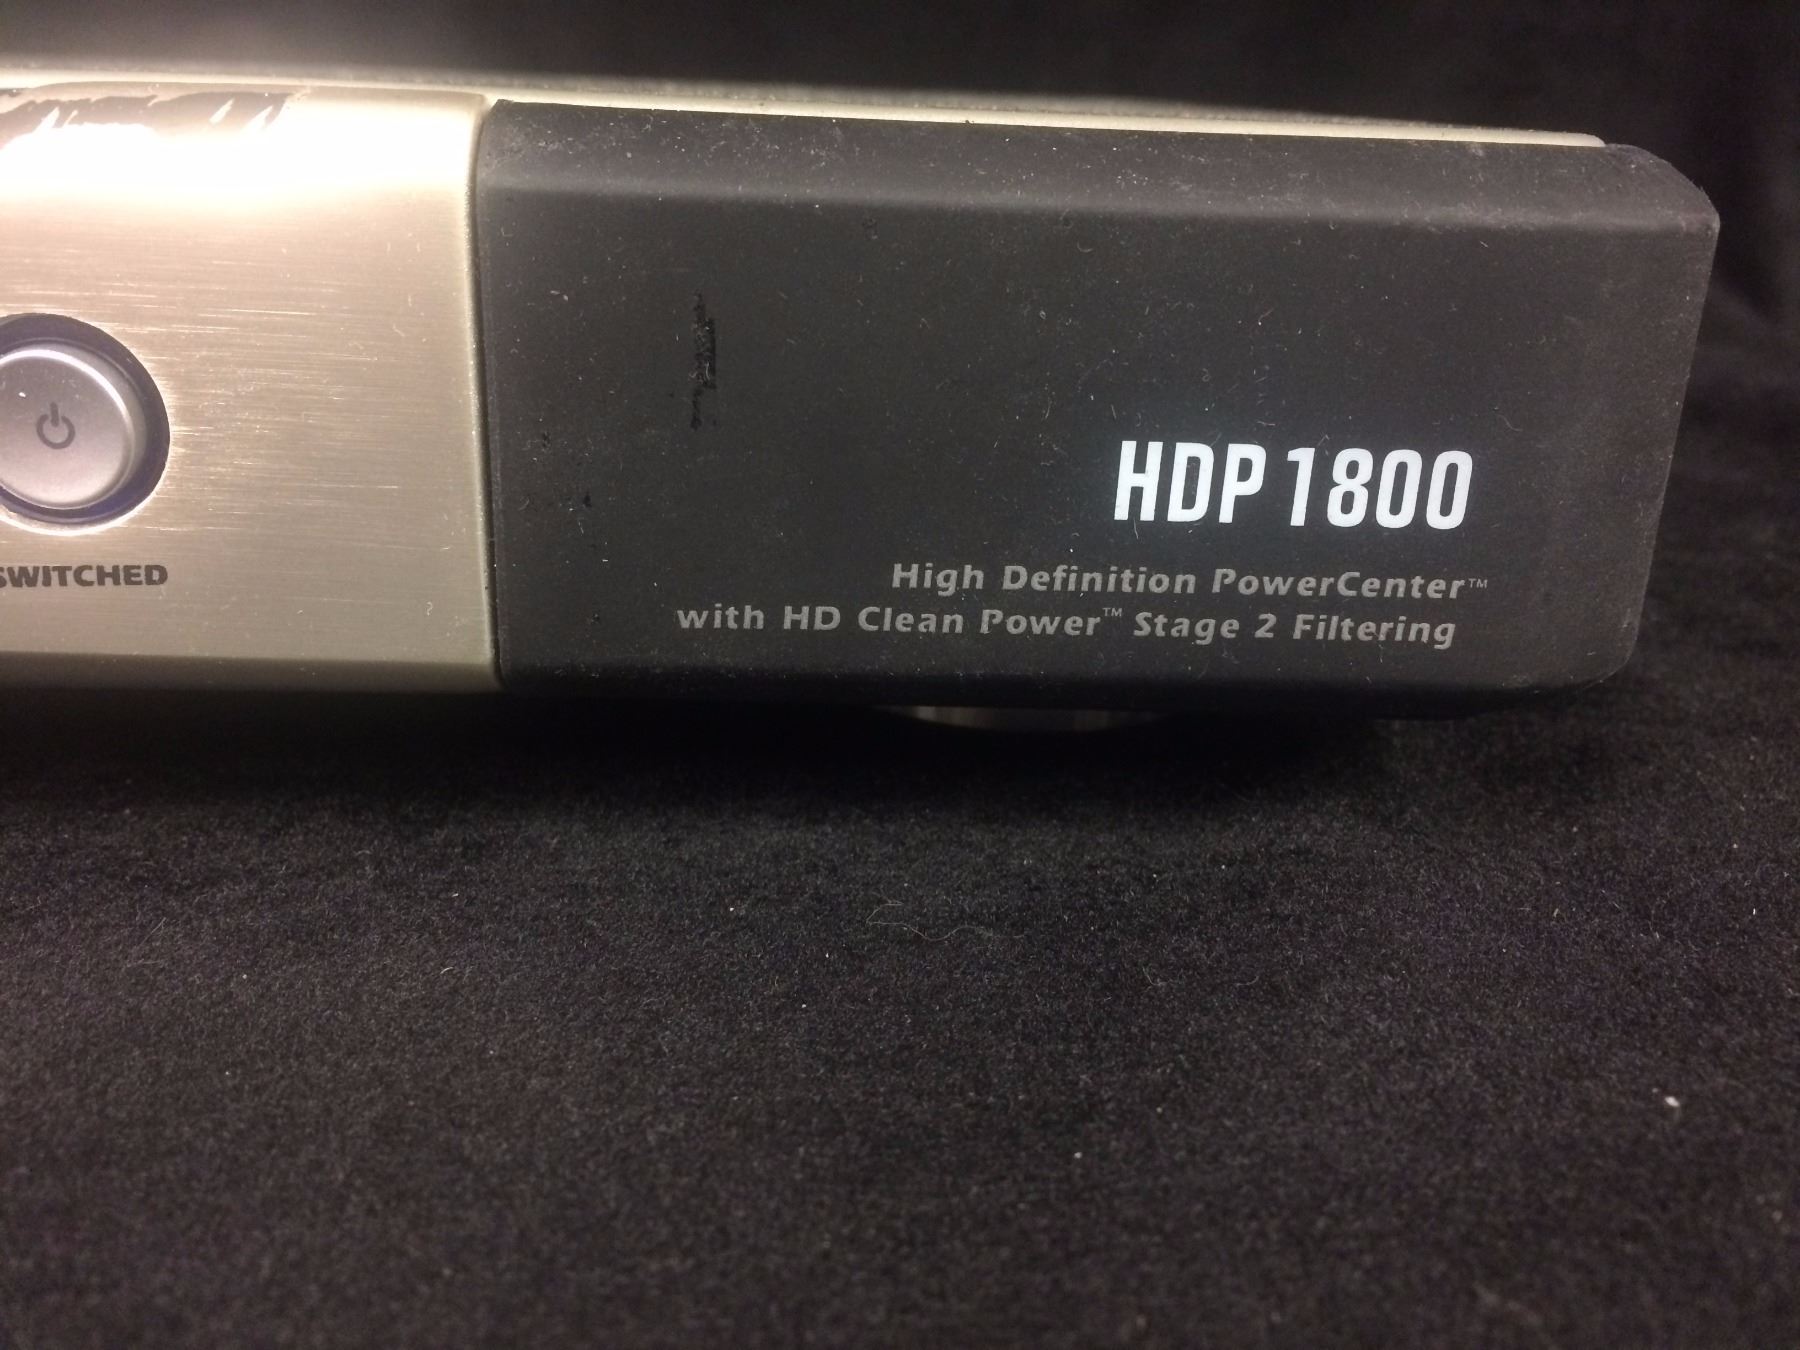 SWITCHED
HDP 1800
High Definition PowerCenter™
with HD Clean Power™ Stage 2 Filtering